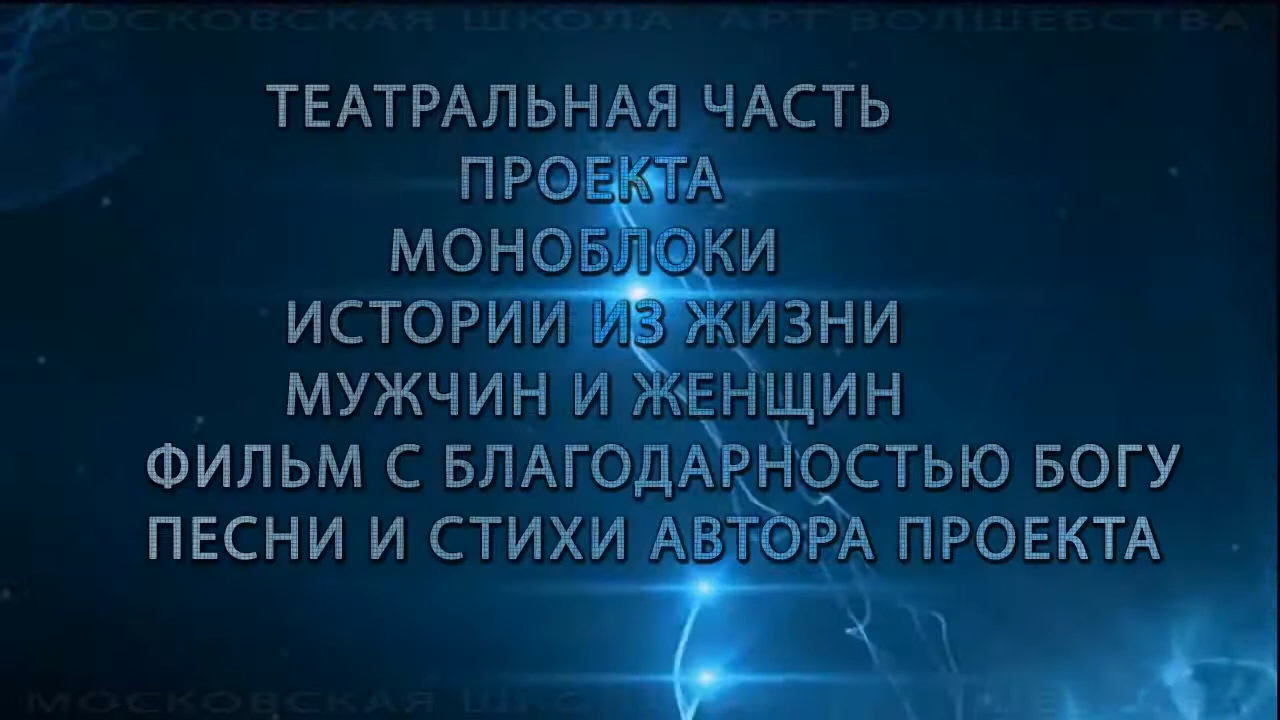 МОСКОВСКАЯ ШКОЛА АРТ ВОЛШЕБСТВА
ТЕАТРАЛЬНАЯ ЧАСТЬ
ПРОЕКТА
МОНОБЛОКИ
ИСТОРИИ ИЗ ЖИЗНИ
МУЖЧИН И ЖЕНЩИН
ФИЛЬМ С БЛАГОДАРНОСТЬЮ БОГУ
ПЕСНИ И СТИХИ АВТОРА ПРОЕКТА
МОСКОВСКАЯ